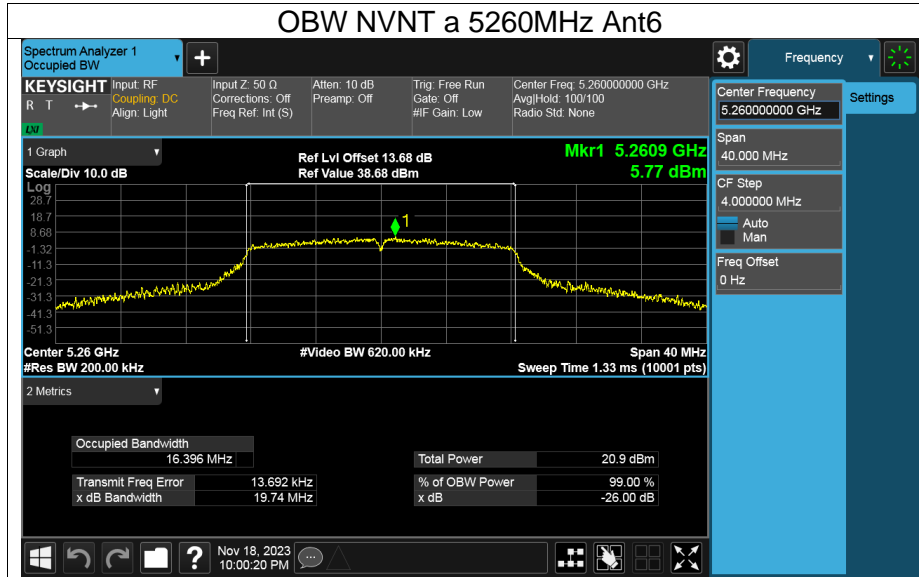 OBW NVNT a 5260MHz Ant6
Spectrum Analyzer 1
Occupied BW
Frequency
KEYSIGHT
R T
LXI
Input: RF
Coupling: DC
Align: Light
Input Z: 50 Ω
Corrections: Off
Freq Ref: Int (S)
Atten: 10 dB
Preamp: Off
Trig: Free Run
Gate: Off
#IF Gain: Low
Center Freq: 5.260000000 GHz
Avg|Hold: 100/100
Radio Std: None
Center Frequency
5.260000000 GHz
Settings
Span
40.000 MHz
CF Step
4.000000 MHz
Auto
Man
Freq Offset
0 Hz
1 Graph
Scale/Div 10.0 dB
Ref Lvl Offset 13.68 dB
Ref Value 38.68 dBm
Mkr1 5.2609 GHz
5.77 dBm
Log
28.7
18.7
8.68
-1.32
-11.3
-21.3
-31.3
-41.3
-51.3
1
Center 5.26 GHz
#Video BW 620.00 kHz
Span 40 MHz
#Res BW 200.00 kHz
Sweep Time 1.33 ms (10001 pts)
2 Metrics
Occupied Bandwidth
16.396 MHz
Total Power 20.9 dBm
Transmit Freq Error 13.692 kHz
% of OBW Power 99.00 %
x dB Bandwidth 19.74 MHz
x dB -26.00 dB
?
Nov 18, 2023
10:00:20 PM